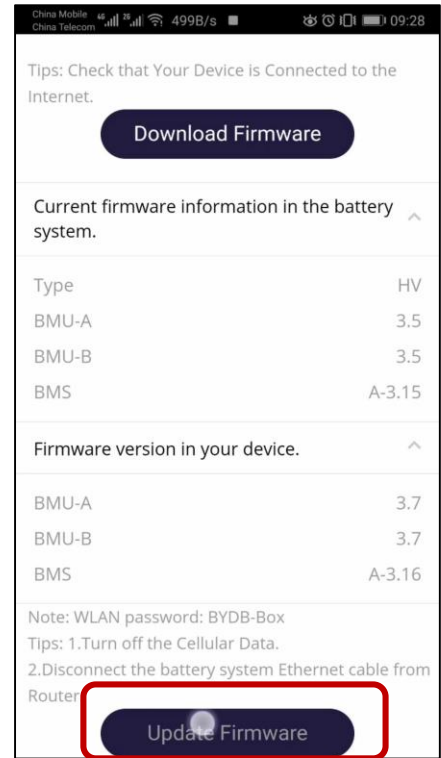 China Mobile 46 2G 499B/s 09:28
China Telecom
Tips: Check that Your Device is Connected to the
Internet.
Download Firmware
Current firmware information in the battery
system.
Type HV
BMU-A 3.5
BMU-B 3.5
BMS A-3.15
Firmware version in your device.
BMU-A 3.7
BMU-B 3.7
BMS A-3.16
Note: WLAN password: BYDB-Box
Tips: 1.Turn off the Cellular Data.
2.Disconnect the battery system Ethernet cable from
Router
Update Firmware